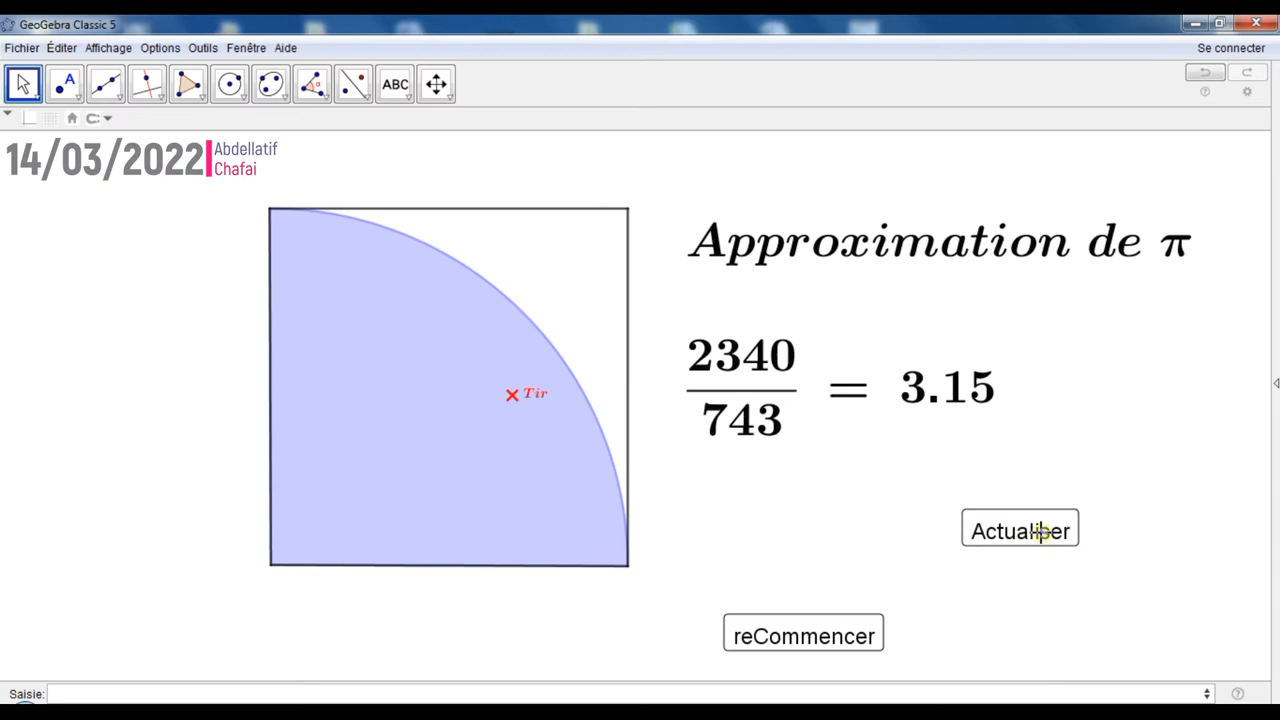 GeoGebra Classic 5
Fichier Éditer Affichage Options Outils Fenêtre Aide
Se connecter
A
ABC
14/03/2022
Abdellatif
Chafai
Approximation de π
2340
743
= 3.15
Tir
Actualiser
reCommencer
Saisie: